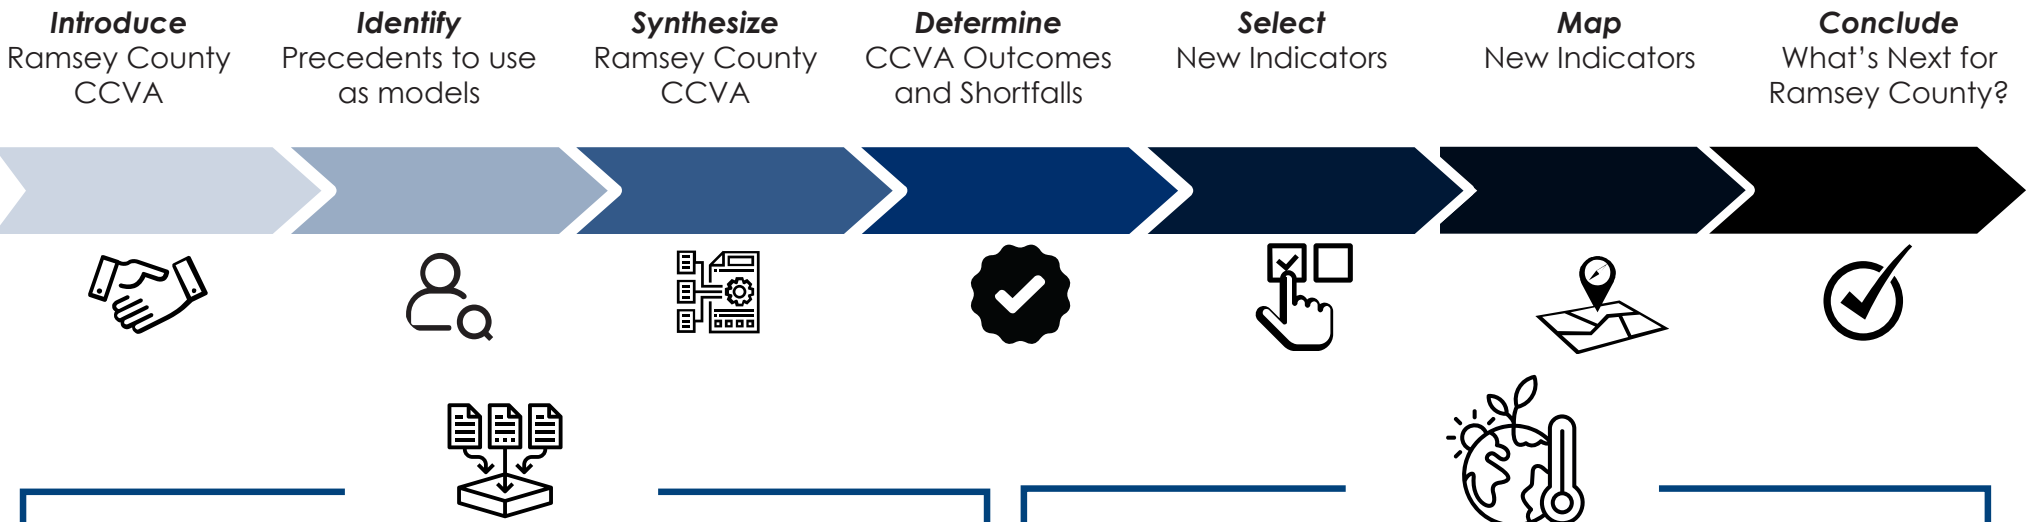 Introduce
Ramsey County
CCVA
Identify
Precedents to use
as models
Synthesize
Ramsey County
CCVA
Determine
CCVA Outcomes
and Shortfalls
Select
New Indicators
Map
New Indicators
Conclude
What's Next for
Ramsey County?